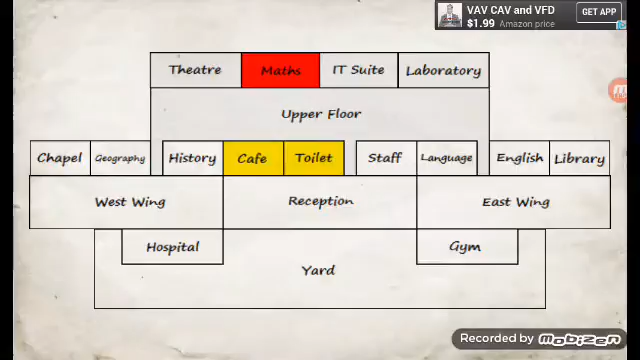 VAV CAV and VFD
$1.99 Amazon price
GET APP
Theatre Maths IT Suite Laboratory
Upper Floor
Chapel Geography History Cafe Toilet Staff Language English Library
West Wing Reception East Wing
Hospital Gym
Yard
Recorded by MOBIZEN